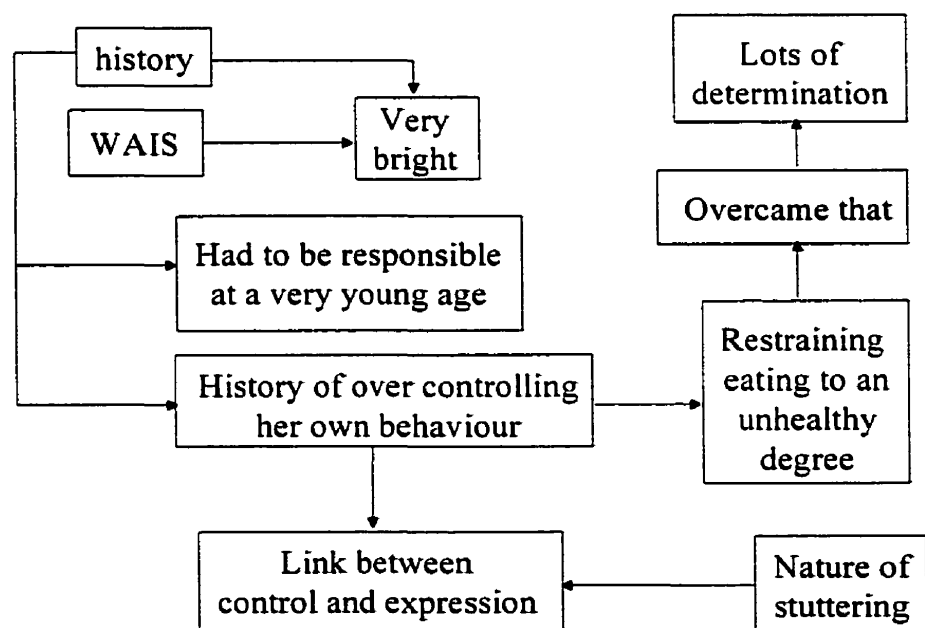 history
WAIS
Very
bright
Lots of
determination
Overcame that
Had to be responsible
at a very young age
History of over controlling
her own behaviour
Restraining
eating to an
unhealthy
degree
Link between
control and expression
Nature of
stuttering